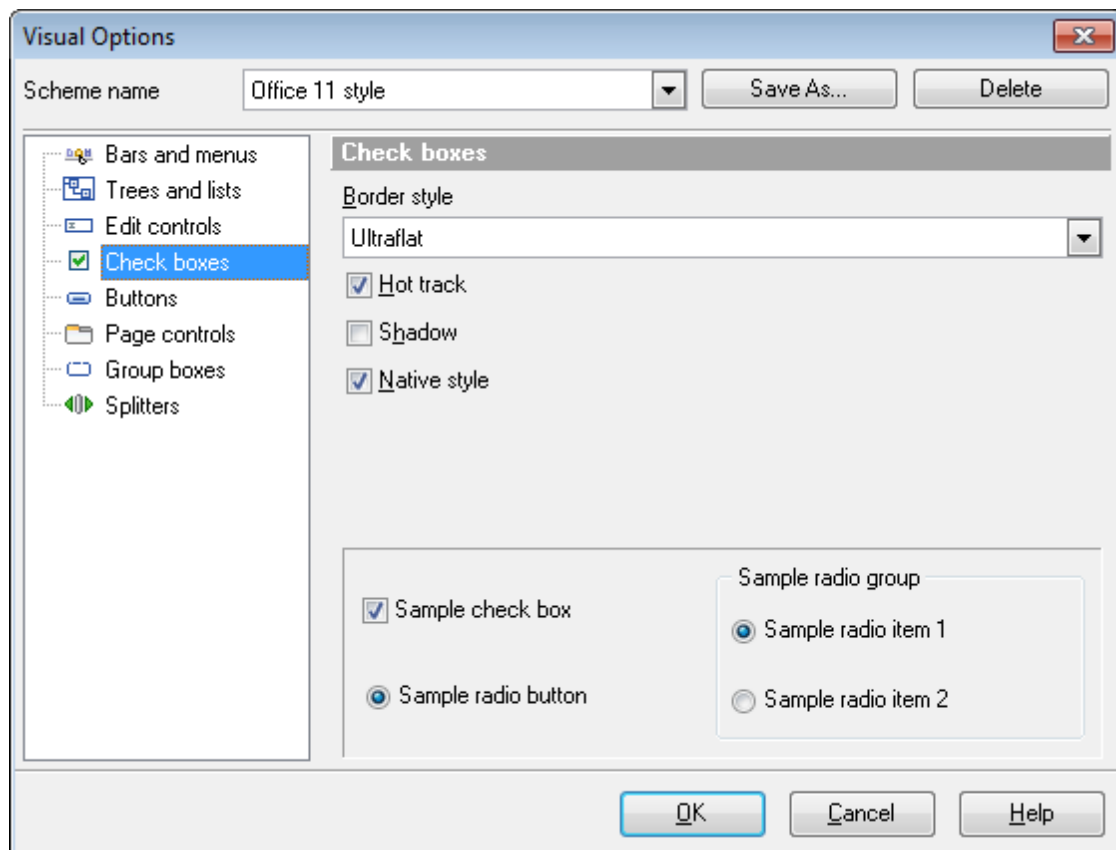 Visual Options
Scheme name
Office 11 style
Save As...
Delete
Bars and menus
Trees and lists
Edit controls
Check boxes
Buttons
Page controls
Group boxes
Splitters
Check boxes
Border style
Ultraflat
Hot track
Shadow
Native style
Sample check box
Sample radio button
Sample radio group
Sample radio item 1
Sample radio item 2
OK
Cancel
Help